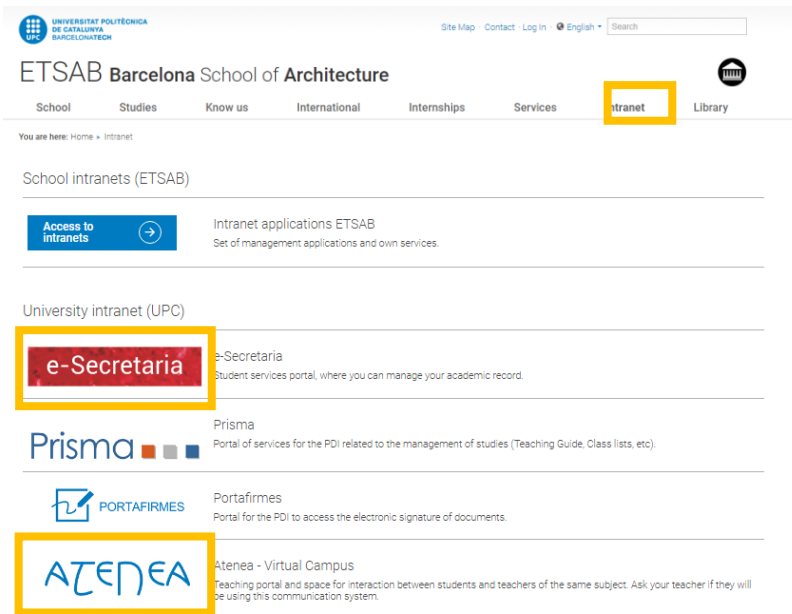 UNIVERSITAT POLITÈCNICA
DE CATALUNYA
BARCELONATECH
UPC
Site Map · Contact · Log In · English
Search
ETSAB Barcelona School of Architecture
School Studies Know us International Internships Services Intranet Library
You are here: Home » Intranet
School intranets (ETSAB)
Access to
intranets
Intranet applications ETSAB
Set of management applications and own services.
University intranet (UPC)
e-Secretaria
e-Secretaria
Student services portal, where you can manage your academic record.
Prisma
Prisma
Portal of services for the PDI related to the management of studies (Teaching Guide, Class lists, etc).
PORTAFIRMES
Portafirmes
Portal for the PDI to access the electronic signature of documents.
ATENEA
Atenea - Virtual Campus
Teaching portal and space for interaction between students and teachers of the same subject. Ask your teacher if they will
be using this communication system.